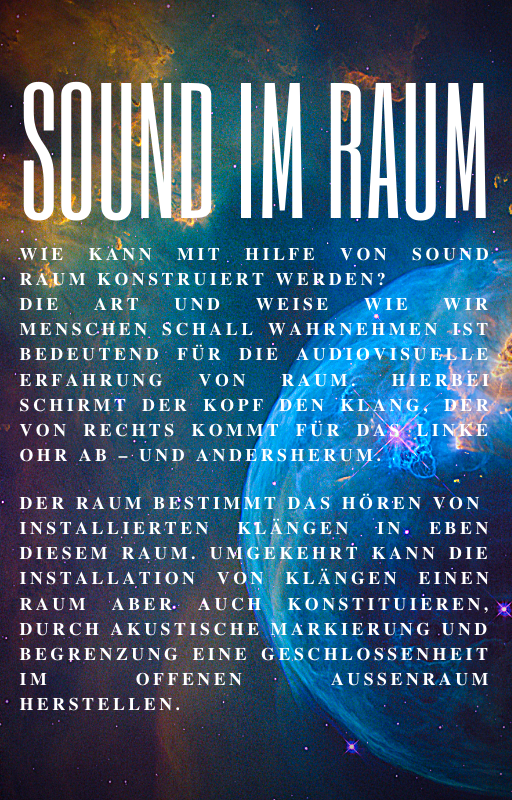 SOUND IM RAUM
WIE KANN MIT HILFE VON SOUND
RAUM KONSTRUIERT WERDEN?
DIE ART UND WEISE WIE WIR
MENSCHEN SCHALL WAHRNEHMEN IST
BEDEUTEND FÜR DIE AUDIOVISUELLE
ERFAHRUNG VON RAUM. HIERBEI
SCHIRMT DER KOPF DEN KLANG, DER
VON RECHTS KOMMT FÜR DAS LINKE
OHR AB – UND ANDERSHERUM.
DER RAUM BESTIMMT DAS HÖREN VON
INSTALLIERTEN KLÄNGEN IN EBEN
DIESEM RAUM. UMGEKEHRT KANN DIE
INSTALLATION VON KLÄNGEN EINEN
RAUM ABER AUCH KONSTITUIEREN,
DURCH AKUSTISCHE MARKIERUNG UND
BEGRENZUNG EINE GESCHLOSSENHEIT
IM OFFENEN AUSSENRAUM
HERSTELLEN.